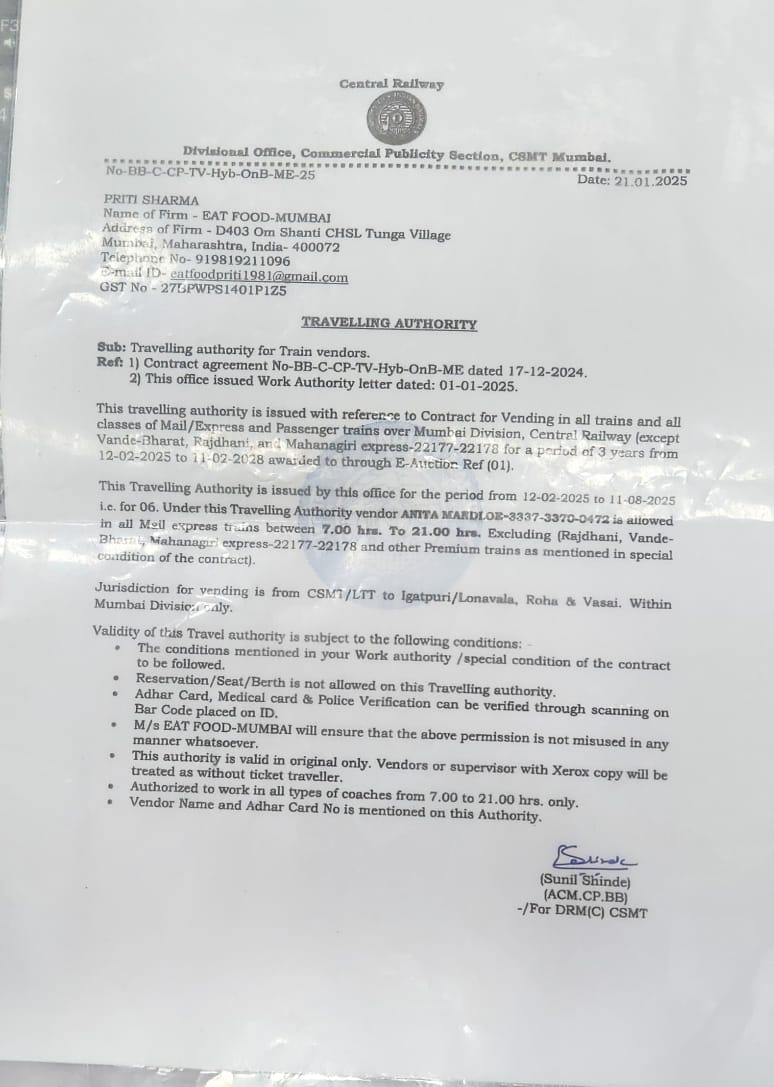 Central Railway
Divisional Office, Commercial Publicity Section, CSMT Mumbai.
No-BB-C-CP-TV-Hyb-OnB-ME-25
Date: 21.01.2025
PRITI SHARMA
Name of Firm - EAT FOOD-MUMBAI
Address of Firm - D403 Om Shanti CHSL Tunga Village
Mumbai, Maharashtra, India- 400072
Telephone No- 919819211096
E-mail ID- eatfoodpriti1981@gmail.com
GST No - 27BPWPS1401P1Z5
TRAVELLING AUTHORITY
Sub: Travelling authority for Train vendors.
Ref: 1) Contract agreement No-BB-C-CP-TV-Hyb-OnB-ME dated 17-12-2024.
2) This office issued Work Authority letter dated: 01-01-2025.
This travelling authority is issued with reference to Contract for Vending in all trains and all
classes of Mail/Express and Passenger trains over Mumbai Division, Central Railway (except
Vande-Bharat, Rajdhani, and Mahanagiri express-22177-22178 for a period of 3 years from
12-02-2025 to 11-02-2028 awarded to through E-Auction Ref (01).
This Travelling Authority is issued by this office for the period from 12-02-2025 to 11-08-2025
i.e. for 06. Under this Travelling Authority vendor ANITA MANDLOE-3337-3370-0472 is allowed
in all Mail express trains between 7.00 hrs. To 21.00 hrs. Excluding (Rajdhani, Vande-
Bharat, Mahanagiri express-22177-22178 and other Premium trains as mentioned in special
condition of the contract).
Jurisdiction for vending is from CSMT/LTT to Igatpuri/Lonavala, Roha & Vasai. Within
Mumbai Division only.
Validity of this Travel authority is subject to the following conditions: -
• The conditions mentioned in your Work authority /special condition of the contract
to be followed.
• Reservation/Seat/Berth is not allowed on this Travelling authority.
• Adhar Card, Medical card & Police Verification can be verified through scanning on
Bar Code placed on ID.
• M/s EAT FOOD-MUMBAI will ensure that the above permission is not misused in any
manner whatsoever.
• This authority is valid in original only. Vendors or supervisor with Xerox copy will be
treated as without ticket traveller.
• Authorized to work in all types of coaches from 7.00 to 21.00 hrs. only.
• Vendor Name and Adhar Card No is mentioned on this Authority.
(Sunil Shinde)
(ACM.CP.BB)
-/For DRM(C) CSMT